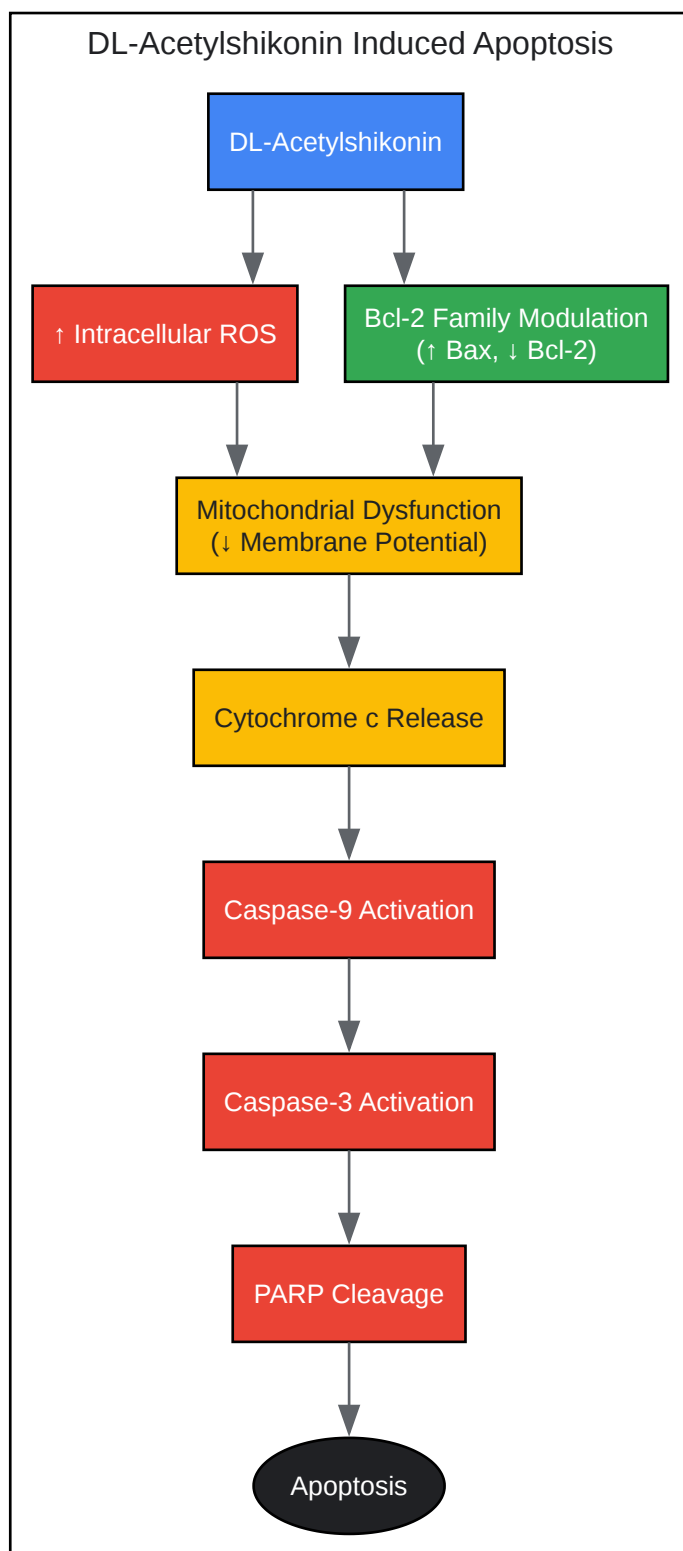 DL-Acetylshikonin Induced Apoptosis
DL-Acetylshikonin
↑ Intracellular ROS
Bcl-2 Family Modulation
(↑ Bax, ↓ Bcl-2)
Mitochondrial Dysfunction
(↓ Membrane Potential)
Cytochrome c Release
Caspase-9 Activation
Caspase-3 Activation
PARP Cleavage
Apoptosis